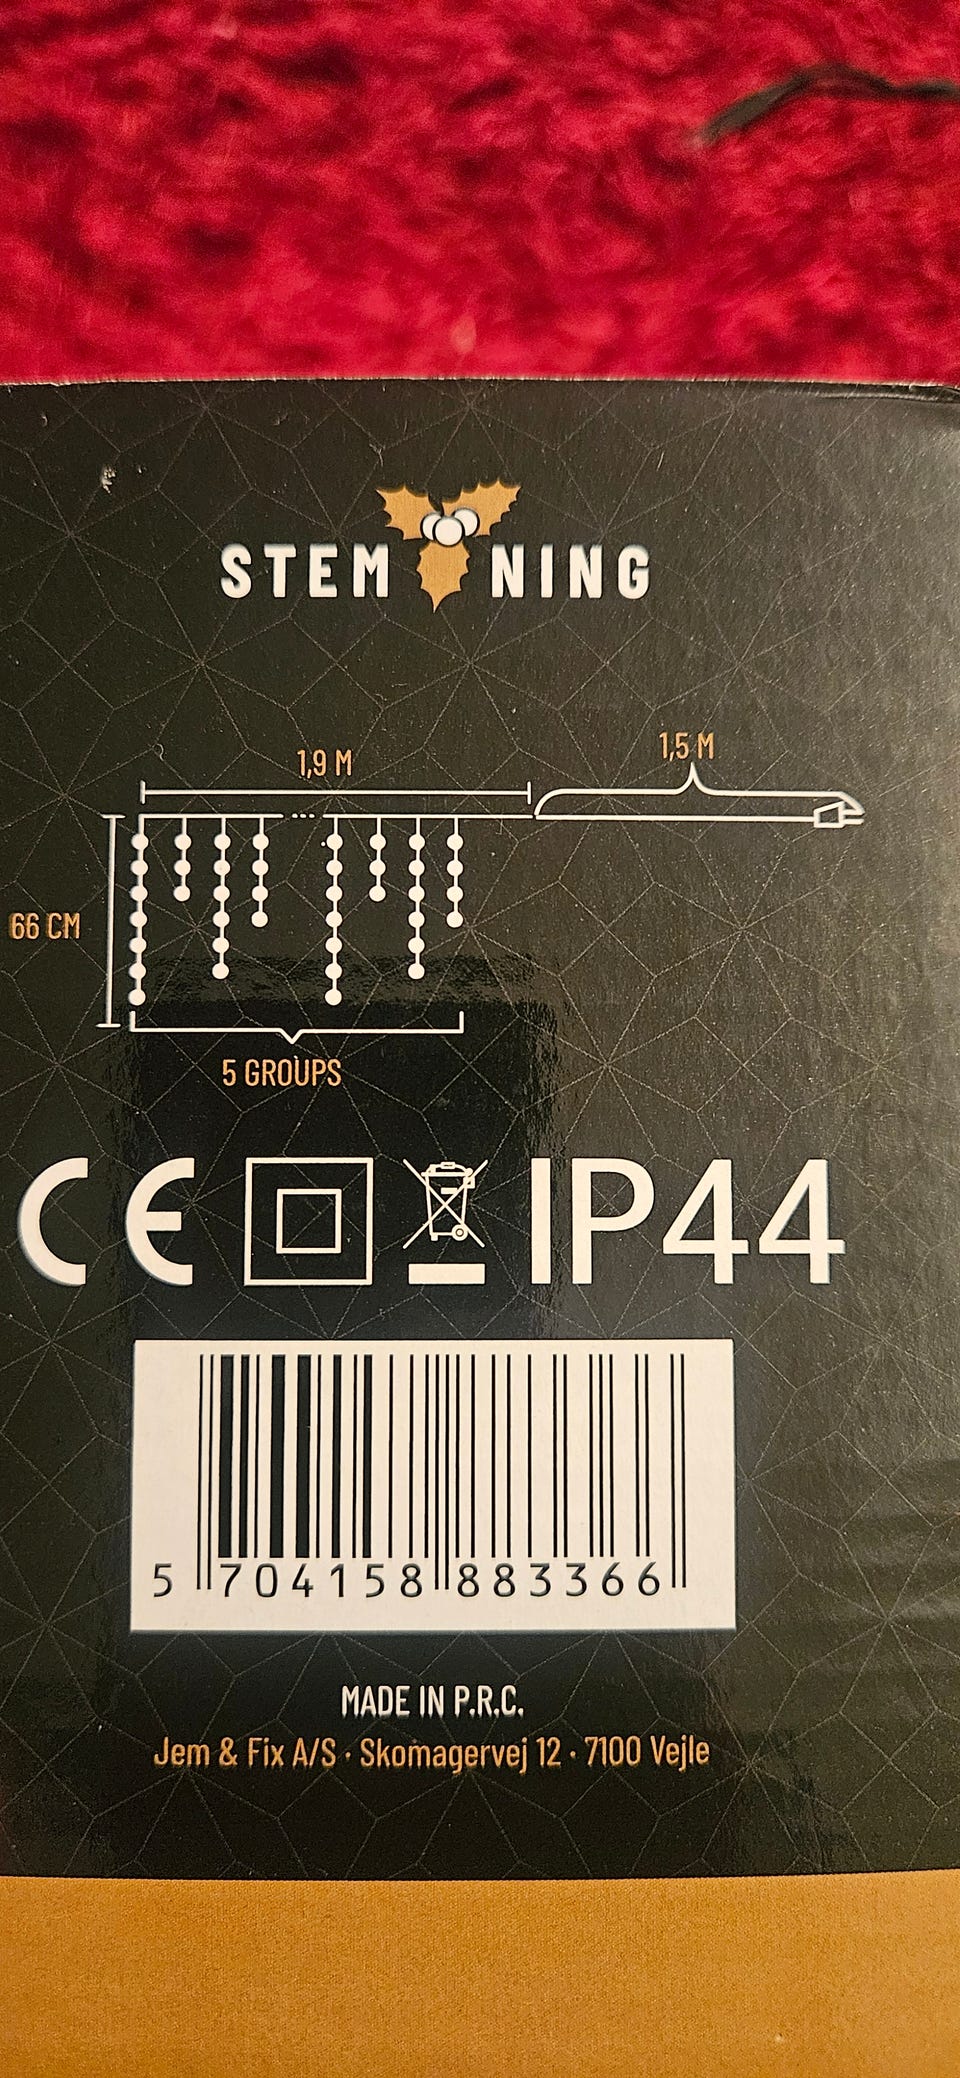 STEMNING
1,9 M
1,5 M
66 CM
5 GROUPS
CE IP44
5 704158 883366
MADE IN P.R.C.
Jem & Fix A/S · Skomagervej 12 · 7100 Vejle